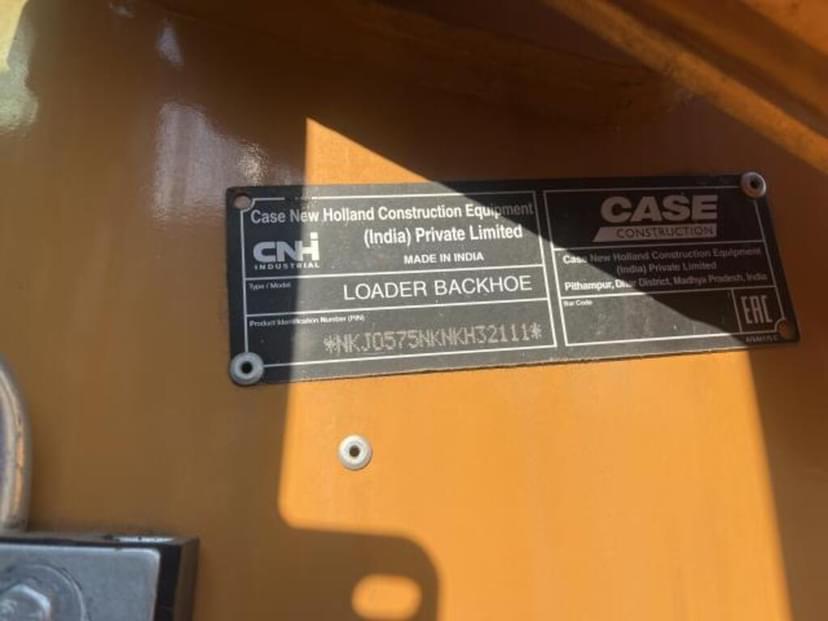 Case New Holland Construction Equipment
(India) Private Limited
CNH
INDUSTRIAL
MADE IN INDIA
Type / Model
LOADER BACKHOE
Product Identification Number (PIN)
*NKJ0575NKNKH32111*
CASE
CONSTRUCTION
Case New Holland Construction Equipment
(India) Private Limited
Pithampur, Dhar District, Madhya Pradesh, India
Bar Code
EAC